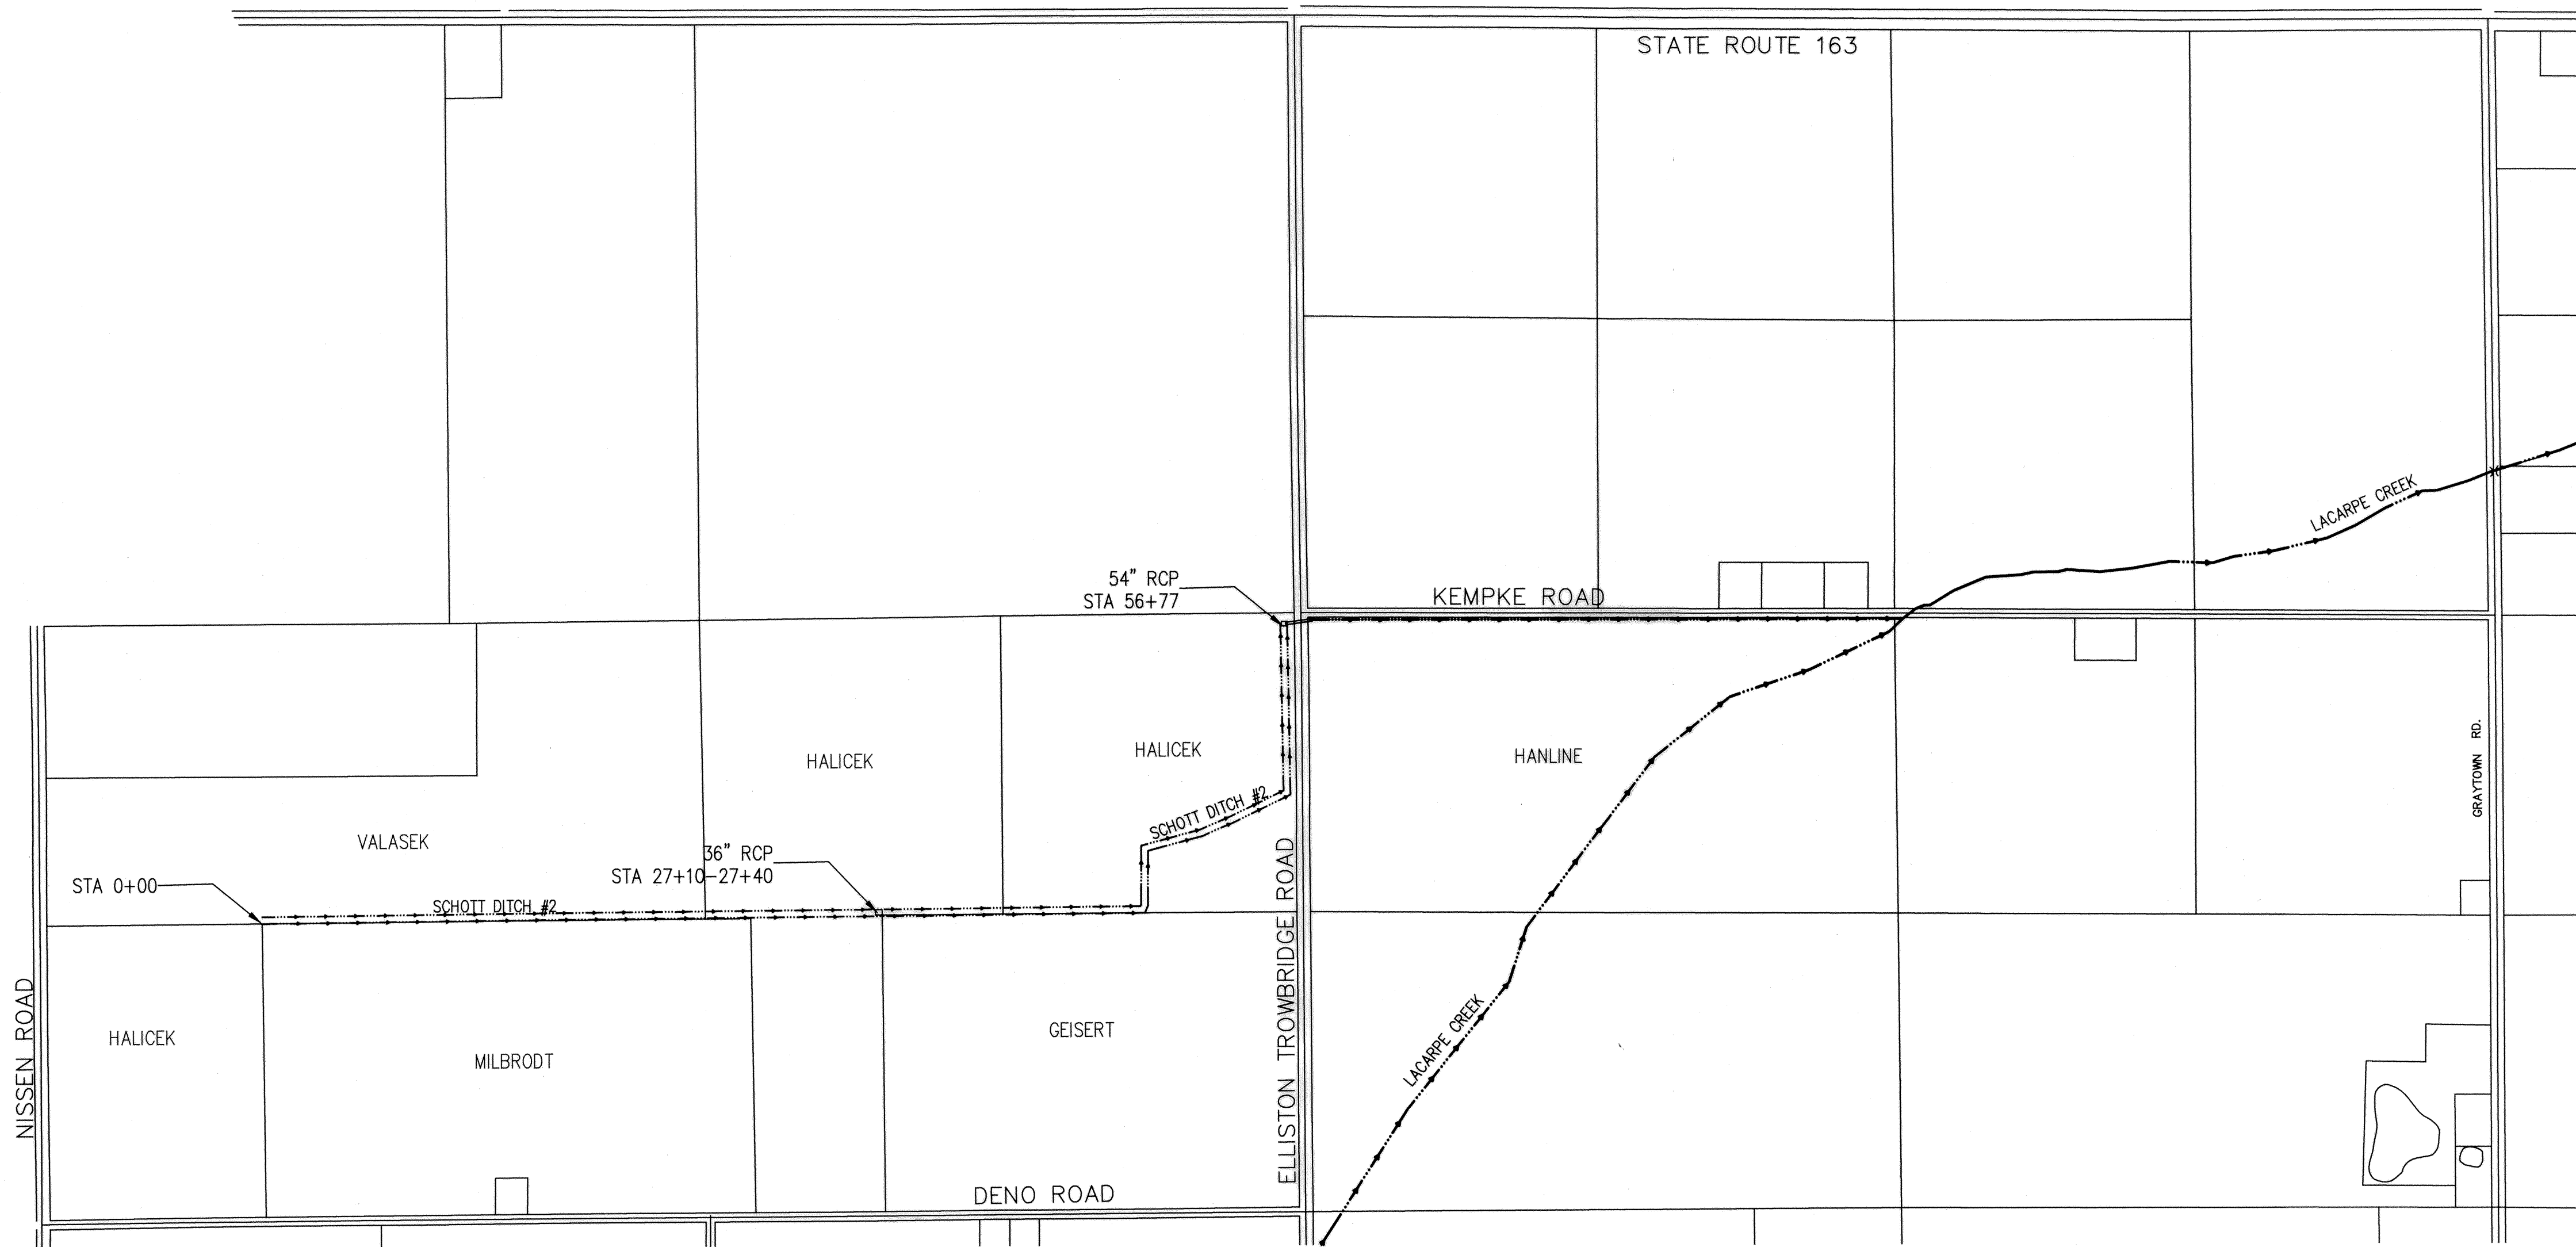 STATE ROUTE 163
LACARPE CREEK
54" RCP
STA 56+77
KEMPKE ROAD
HALICEK
HALICEK
HANLINE
GRAYTOWN RD.
SCHOTT DITCH #2
VALASEK
36" RCP
STA 27+10-27+40
STA 0+00
SCHOTT DITCH #2
ELLISTON TROWBRIDGE ROAD
NISSEN ROAD
HALICEK
MILBRODT
GEISERT
LACARPE CREEK
DENO ROAD